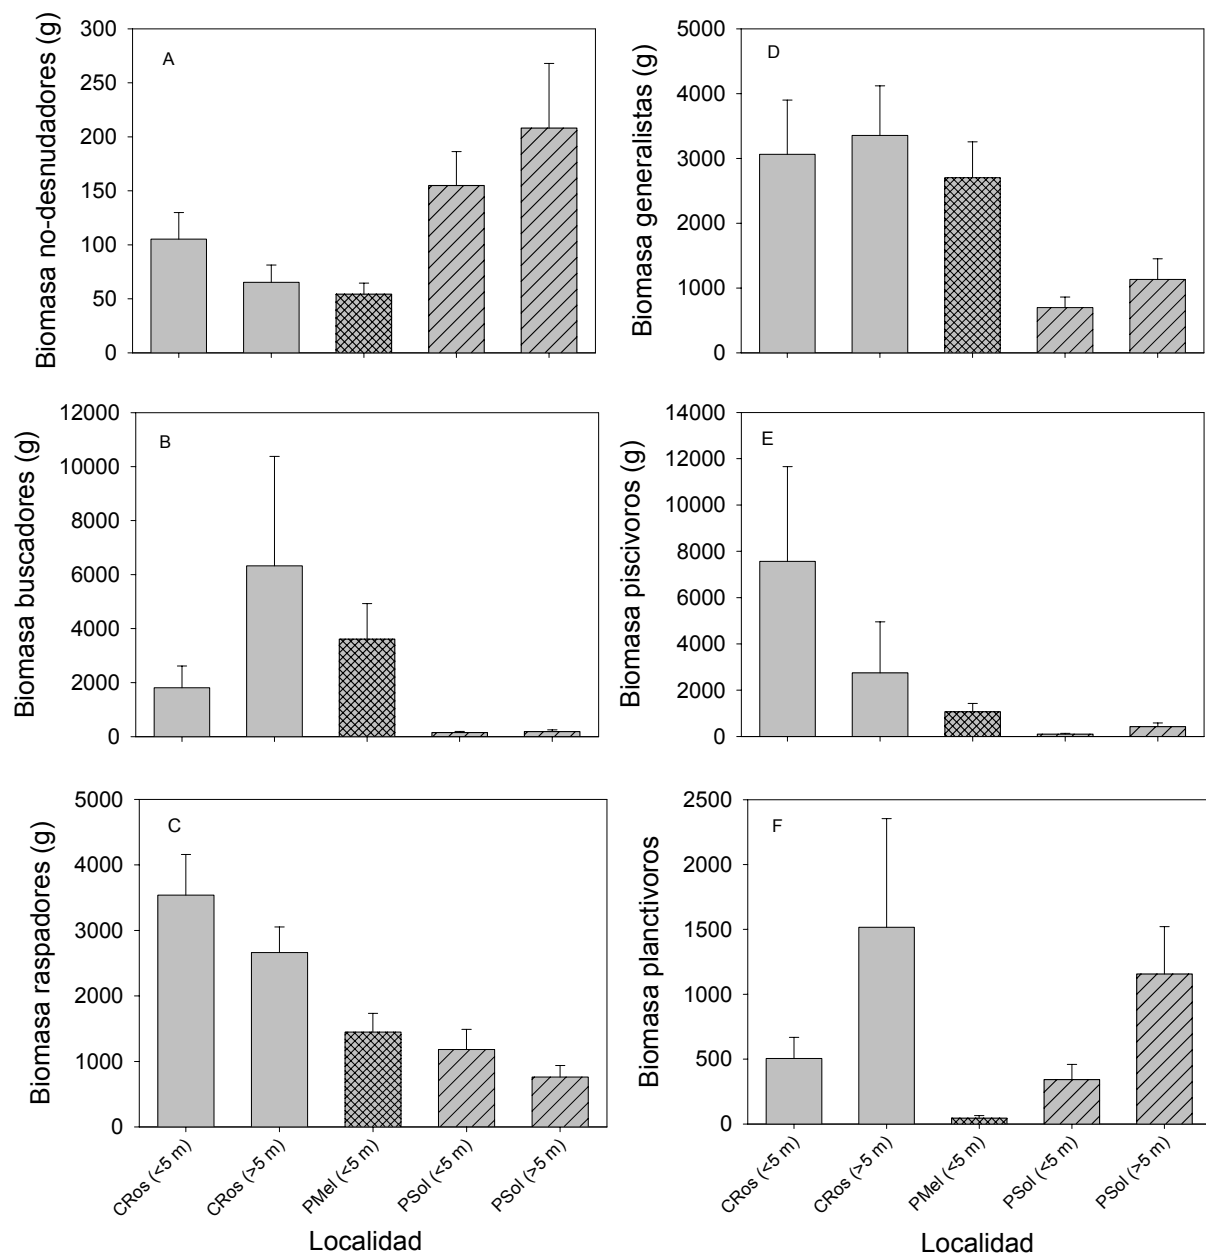 Biomasa no-desnudadores (g)
300
250
200
150
100
50
0
A
Biomasa generalistas (g)
5000
4000
3000
2000
1000
0
D
Biomasa buscadores (g)
12000
10000
8000
6000
4000
2000
0
B
Biomasa piscivoros (g)
14000
12000
10000
8000
6000
4000
2000
0
E
Biomasa raspadores (g)
5000
4000
3000
2000
1000
0
C
CRos (<5 m)
CRos (>5 m)
PMel (<5 m)
PSol (<5 m)
PSol (>5 m)
Localidad
Biomasa planctivoros
2500
2000
1500
1000
500
0
F
CRos (<5 m)
CRos (>5 m)
PMel (<5 m)
PSol (<5 m)
PSol (>5 m)
Localidad